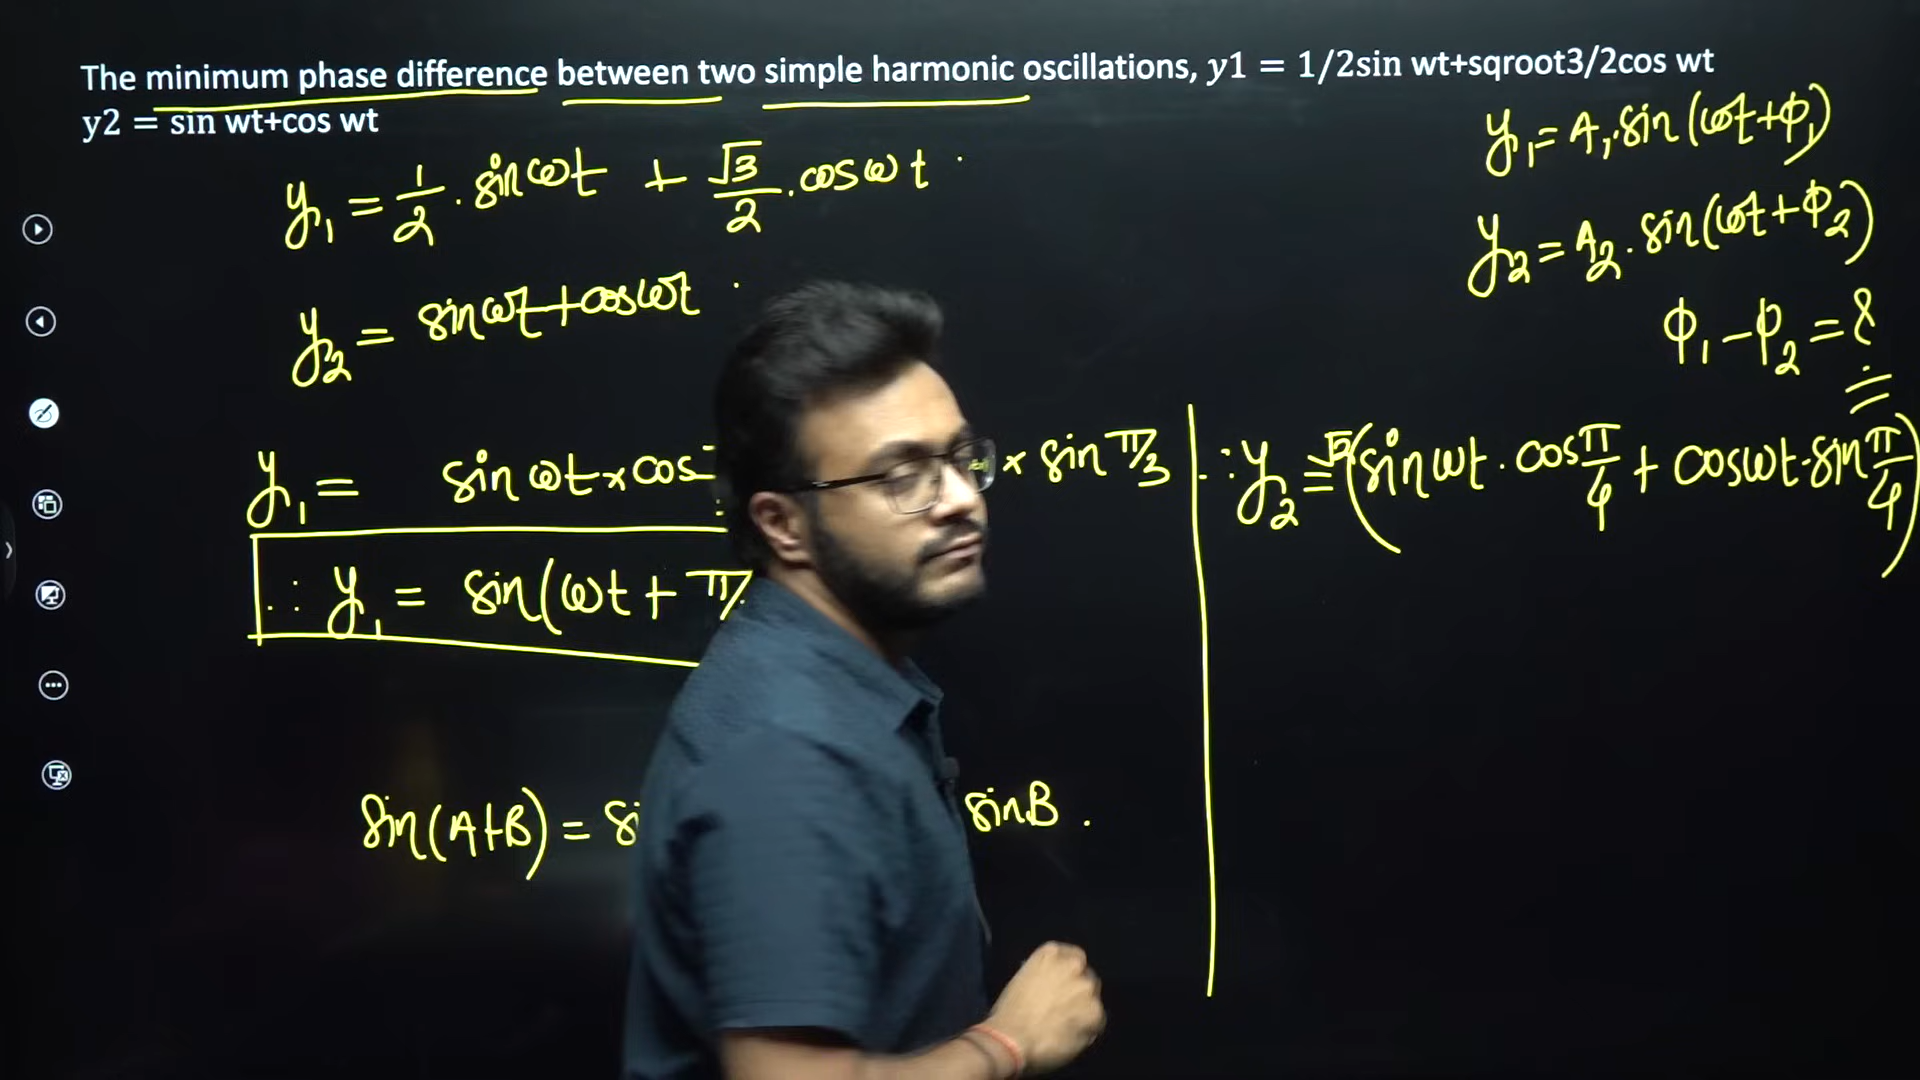 The minimum phase difference between two simple harmonic oscillations, y1 = 1/2sin wt+sqroot3/2cos wt
y2 = sin wt+cos wt
y₁ = 1/2 . sinωt + √3/2 . cosωt
y₂ = sinωt + cosωt
y₁ = A₁.sin(ωt+ϕ₁)
y₂ = A₂.sin(ωt+ϕ₂)
ϕ₁ - ϕ₂ = ?
y₁ = sinωt × cos × sin π/3
∴ y₁ = sin(ωt + π/
sin(A+B) = sinB .
∴ y₂ = √2(sinωt . cos π/4 + cosωt . sin π/4)